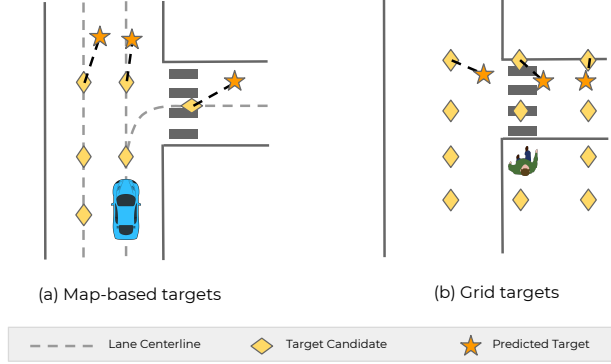 (a) Map-based targets
(b) Grid targets
Lane Centerline
Target Candidate
Predicted Target